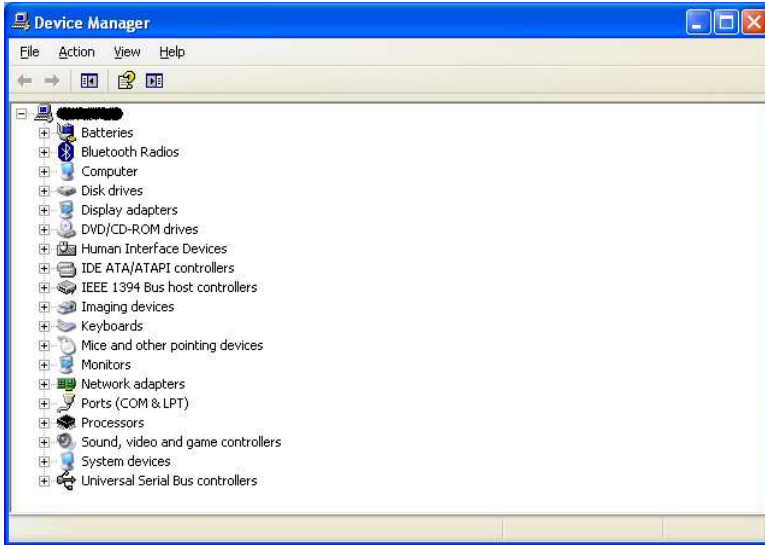 Device Manager
File Action View Help
Batteries
Bluetooth Radios
Computer
Disk drives
Display adapters
DVD/CD-ROM drives
Human Interface Devices
IDE ATA/ATAPI controllers
IEEE 1394 Bus host controllers
Imaging devices
Keyboards
Mice and other pointing devices
Monitors
Network adapters
Ports (COM & LPT)
Processors
Sound, video and game controllers
System devices
Universal Serial Bus controllers